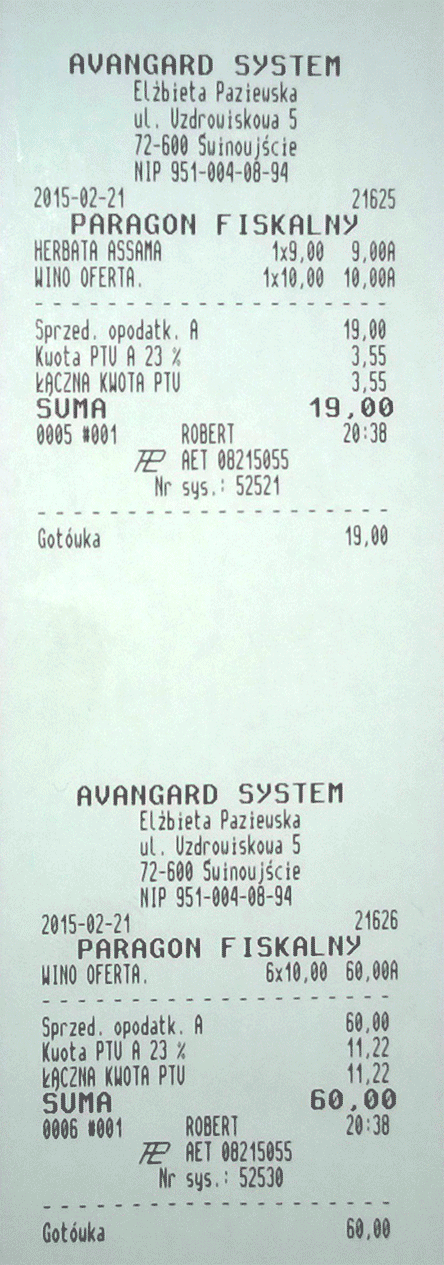 AVANGARD SYSTEM
Elżbieta Paziewska
ul. Uzdrowiskowa 5
72-600 Świnoujście
NIP 951-004-08-94
2015-02-21 21625
PARAGON FISKALNY
HERBATA ASSAMA 1x9,00 9,00A
WINO OFERTA. 1x10,00 10,00A
- - - - - - - - - - - - - - - - - - - -
Sprzed. opodatk. A 19,00
Kwota PTU A 23 % 3,55
ŁĄCZNA KWOTA PTU 3,55
SUMA 19,00
0005 #001 ROBERT 20:38
AET 08215055
Nr sys.: 52521
- - - - - - - - - - - - - - - - - - - -
Gotówka 19,00
AVANGARD SYSTEM
Elżbieta Paziewska
ul. Uzdrowiskowa 5
72-600 Świnoujście
NIP 951-004-08-94
2015-02-21 21626
PARAGON FISKALNY
WINO OFERTA. 6x10,00 60,00A
- - - - - - - - - - - - - - - - - - - -
Sprzed. opodatk. A 60,00
Kwota PTU A 23 % 11,22
ŁĄCZNA KWOTA PTU 11,22
SUMA 60,00
0006 #001 ROBERT 20:38
AET 08215055
Nr sys.: 52530
- - - - - - - - - - - - - - - - - - - -
Gotówka 60,00